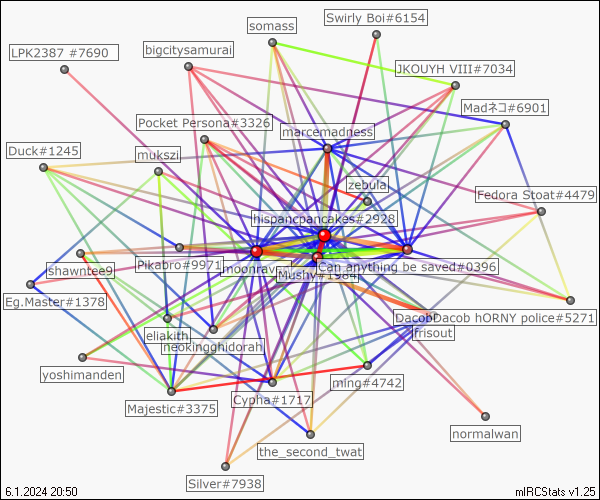 somass
Swirly Boi#6154
LPK2387 #7690
bigcitysamurai
JKOUYH VIII#7034
Madネコ#6901
Pocket Persona#3326
marcemadness
Duck#1245
mukszi
zebula
Fedora Stoat#4479
hispancpancakes#2928
shawntee9
Pikabro#9971
moonrav
Mushy#1984
Can anything be saved#0396
Eg.Master#1378
eliakith
neokingghidorah
Dacob
Dacob hORNY police#5271
frisout
yoshimanden
Majestic#3375
Cypha#1717
ming#4742
normalwan
the_second_twat
Silver#7938
6.1.2024 20:50
mIRCStats v1.25